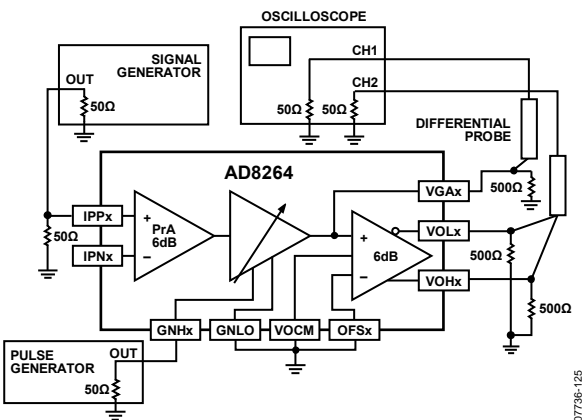 OSCILLOSCOPE
SIGNAL
GENERATOR
OUT
50Ω
CH1
CH2
50Ω
50Ω
DIFFERENTIAL
PROBE
AD8264
VGAx
500Ω
IPPx
+
PrA
6dB
–
50Ω
IPNx
+
6dB
–
VOLx
500Ω
VOHx
500Ω
GNHx
GNLO
VOCM
OFSx
PULSE
GENERATOR
OUT
50Ω
07736-125